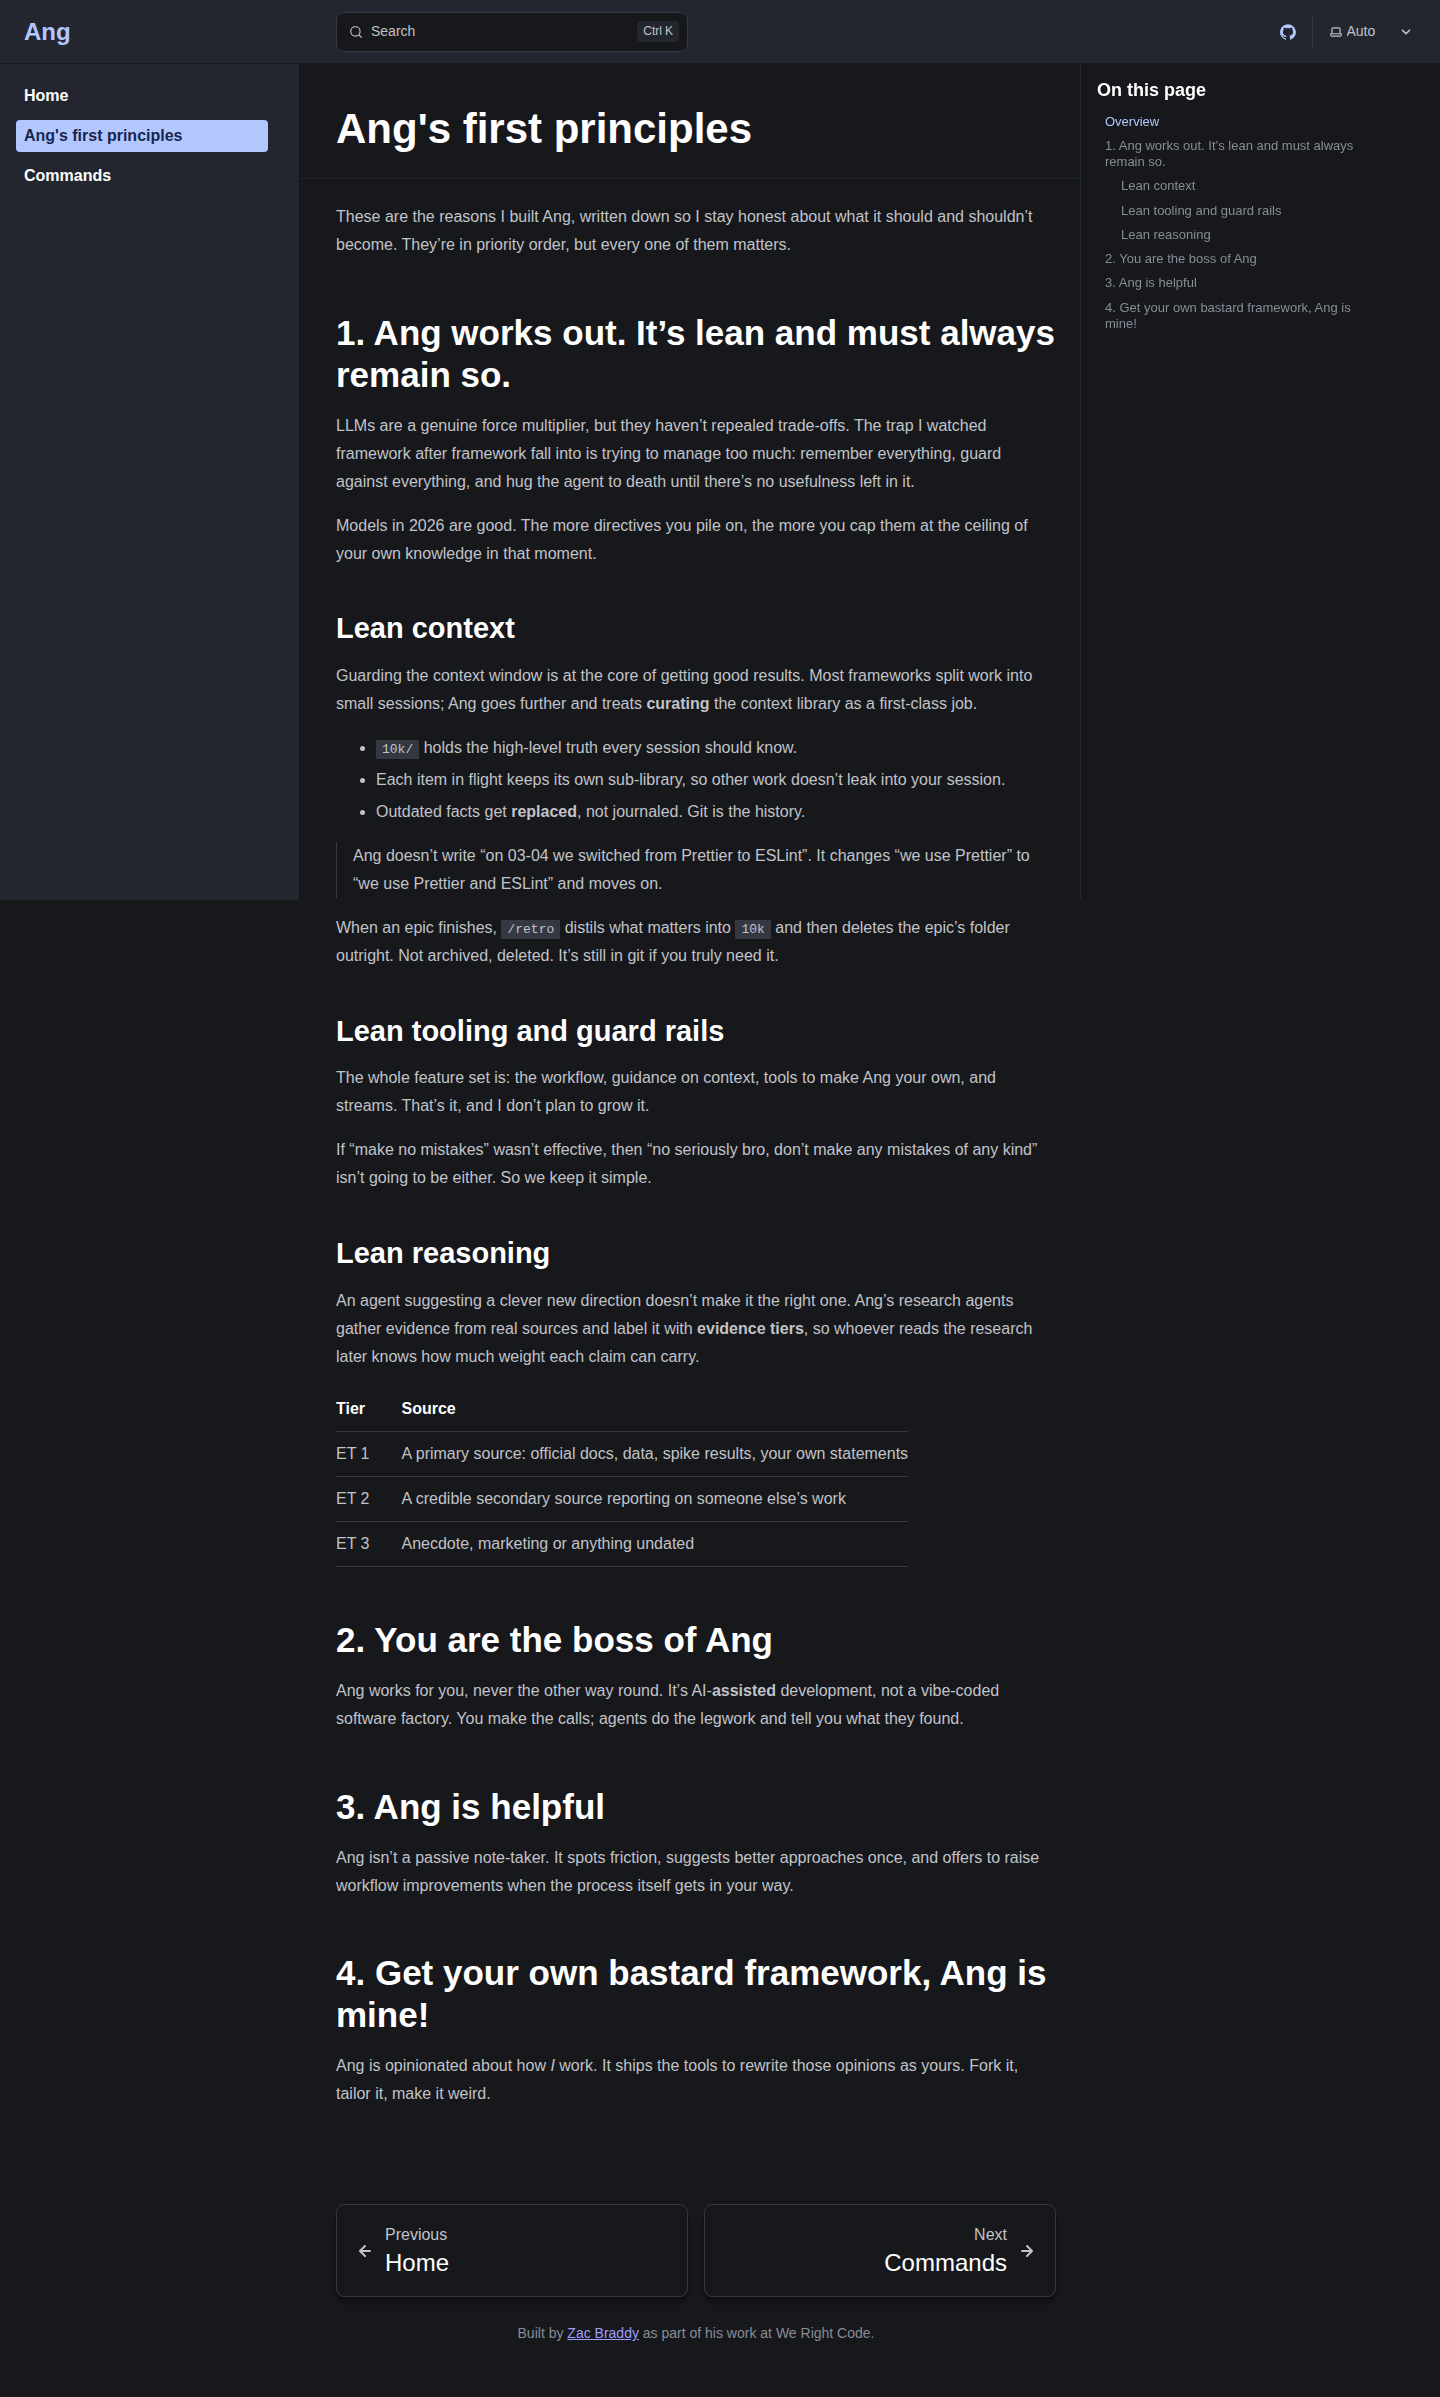 Ang
Search
Ctrl K
Auto
Home
Ang's first principles
Commands
Ang's first principles
On this page
Overview
1. Ang works out. It’s lean and must always
remain so.
Lean context
Lean tooling and guard rails
Lean reasoning
2. You are the boss of Ang
3. Ang is helpful
4. Get your own bastard framework, Ang is
mine!
These are the reasons I built Ang, written down so I stay honest about what it should and shouldn’t
become. They’re in priority order, but every one of them matters.
1. Ang works out. It’s lean and must always
remain so.
LLMs are a genuine force multiplier, but they haven’t repealed trade-offs. The trap I watched
framework after framework fall into is trying to manage too much: remember everything, guard
against everything, and hug the agent to death until there’s no usefulness left in it.
Models in 2026 are good. The more directives you pile on, the more you cap them at the ceiling of
your own knowledge in that moment.
Lean context
Guarding the context window is at the core of getting good results. Most frameworks split work into
small sessions; Ang goes further and treats curating the context library as a first-class job.
• 10k/ holds the high-level truth every session should know.
• Each item in flight keeps its own sub-library, so other work doesn’t leak into your session.
• Outdated facts get replaced, not journaled. Git is the history.
Ang doesn’t write “on 03-04 we switched from Prettier to ESLint”. It changes “we use Prettier” to
“we use Prettier and ESLint” and moves on.
When an epic finishes, /retro distils what matters into 10k and then deletes the epic’s folder
outright. Not archived, deleted. It’s still in git if you truly need it.
Lean tooling and guard rails
The whole feature set is: the workflow, guidance on context, tools to make Ang your own, and
streams. That’s it, and I don’t plan to grow it.
If “make no mistakes” wasn’t effective, then “no seriously bro, don’t make any mistakes of any kind”
isn’t going to be either. So we keep it simple.
Lean reasoning
An agent suggesting a clever new direction doesn’t make it the right one. Ang’s research agents
gather evidence from real sources and label it with evidence tiers, so whoever reads the research
later knows how much weight each claim can carry.
Tier Source
ET 1 A primary source: official docs, data, spike results, your own statements
ET 2 A credible secondary source reporting on someone else’s work
ET 3 Anecdote, marketing or anything undated
2. You are the boss of Ang
Ang works for you, never the other way round. It’s AI-assisted development, not a vibe-coded
software factory. You make the calls; agents do the legwork and tell you what they found.
3. Ang is helpful
Ang isn’t a passive note-taker. It spots friction, suggests better approaches once, and offers to raise
workflow improvements when the process itself gets in your way.
4. Get your own bastard framework, Ang is
mine!
Ang is opinionated about how I work. It ships the tools to rewrite those opinions as yours. Fork it,
tailor it, make it weird.
Previous
Home
Next
Commands
Built by Zac Braddy as part of his work at We Right Code.